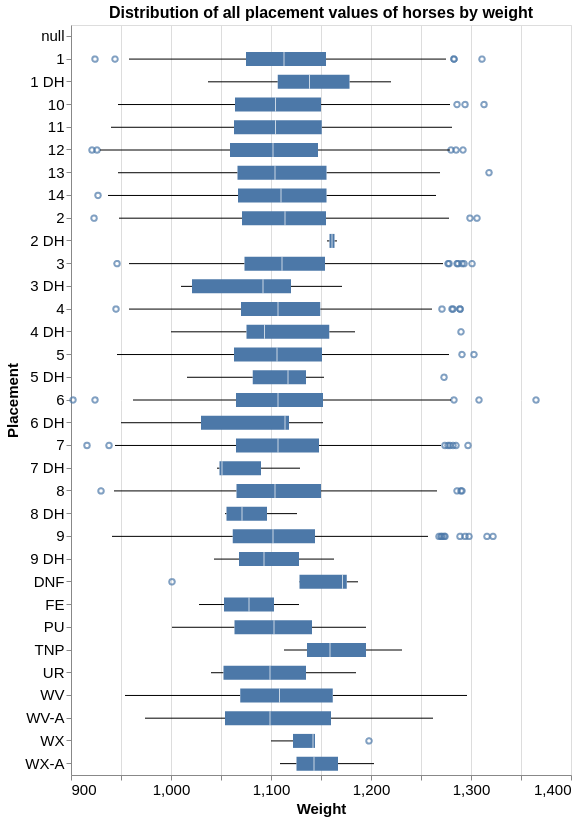 Distribution of all placement values of horses by weight
null
1
1 DH
10
11
12
13
14
2
2 DH
3
3 DH
4
4 DH
5
5 DH
6
6 DH
7
7 DH
8
8 DH
9
9 DH
DNF
FE
PU
TNP
UR
WV
WV-A
WX
WX-A
Placement
900 1,000 1,100 1,200 1,300 1,400
Weight